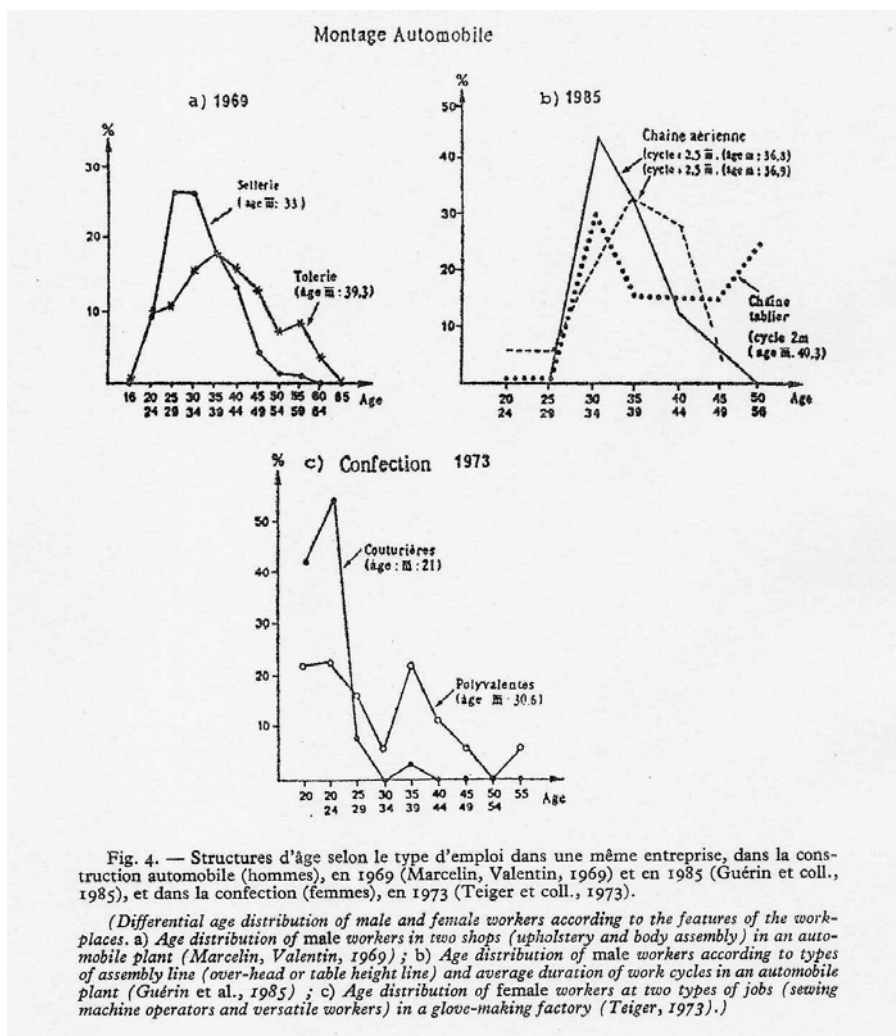 Montage Automobile
a) 1969
%
30
20
10
Sellerie
(age m̅: 33)
Tolerie
(âge m̅: 39,3)
16 20 25 30 35 40 45 50 55 60 65 Age
24 29 34 39 44 49 54 59 64
b) 1985
%
50
40
30
20
10
Chaine aérienne
(cycle < 2,5 m̅. (âge m: 36,8)
(cycle > 2,5 m̅. (âge m: 36,9)
Chaîne
tablier
(cycle 2m
(age m̅. 40,3)
20 25 30 35 40 45 50 Age
24 29 34 39 44 49 56
c) Confection 1973
%
50
40
30
20
10
Couturières
(âge: m̅: 21)
Polyvalentes
(âge m̅ · 30,6)
20 20 25 30 35 40 45 50 55 Age
24 29 34 39 44 49 54
Fig. 4. — Structures d'âge selon le type d'emploi dans une même entreprise, dans la cons-
truction automobile (hommes), en 1969 (Marcelin, Valentin, 1969) et en 1985 (Guérin et coll.,
1985), et dans la confection (femmes), en 1973 (Teiger et coll., 1973).
(Differential age distribution of male and female workers according to the features of the work-
places. a) Age distribution of male workers in two shops (upholstery and body assembly) in an auto-
mobile plant (Marcelin, Valentin, 1969) ; b) Age distribution of male workers according to types
of assembly line (over-head or table height line) and average duration of work cycles in an automobile
plant (Guérin et al., 1985) ; c) Age distribution of female workers at two types of jobs (sewing
machine operators and versatile workers) in a glove-making factory (Teiger, 1973).)